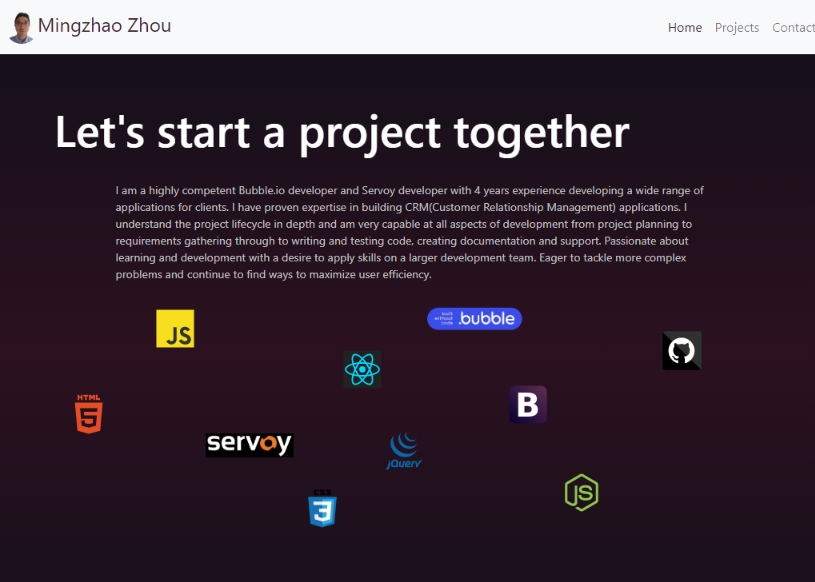 Mingzhao Zhou
Home Projects Contact
Let's start a project together
I am a highly competent Bubble.io developer and Servoy developer with 4 years experience developing a wide range of
applications for clients. I have proven expertise in building CRM(Customer Relationship Management) applications. I
understand the project lifecycle in depth and am very capable at all aspects of development from project planning to
requirements gathering through to writing and testing code, creating documentation and support. Passionate about
learning and development with a desire to apply skills on a larger development team. Eager to tackle more complex
problems and continue to find ways to maximize user efficiency.
JS
built
without
code
.bubble
HTML
5
B
servoy
jQuery
CSS
3
JS